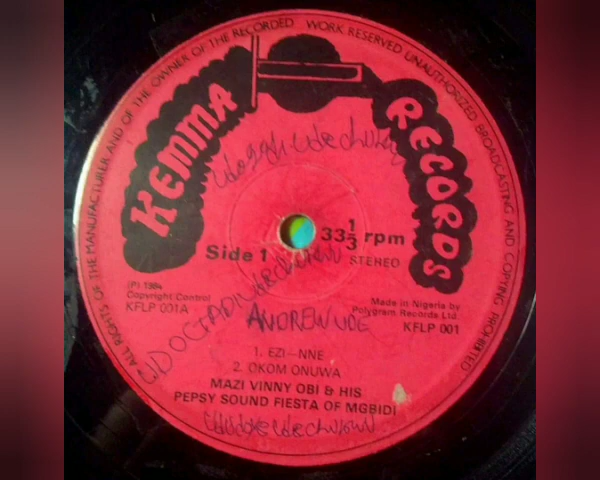 ALL RIGHTS OF THE MANUFACTURER AND OF THE OWNER OF THE RECORDED WORK RESERVED UNAUTHORIZED BROADCASTING AND COPYING PROHIBITED
KEMMA RECORDS
Side 1
33 1/3 rpm
STEREO
(P) 1984
Copyright Control
KFLP 001A
Made in Nigeria by
Polygram Records Ltd.
KFLP 001
ANDREW UDE
1. EZI–NNE
2. OKOM ONUWA
MAZI VINNY OBI & HIS
PEPSY SOUND FIESTA OF MGBIDI